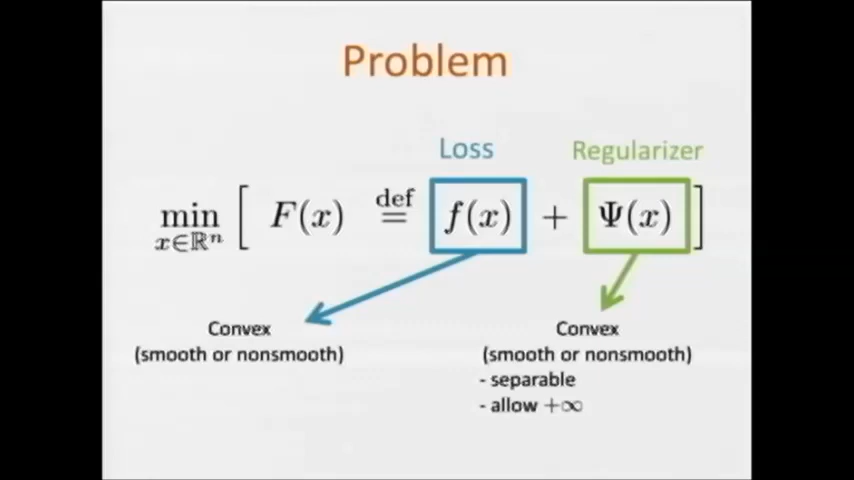 Problem
Loss
Regularizer
min x∈ℝⁿ [ F(x) def= f(x) + Ψ(x) ]
Convex
(smooth or nonsmooth)
Convex
(smooth or nonsmooth)
- separable
- allow +∞